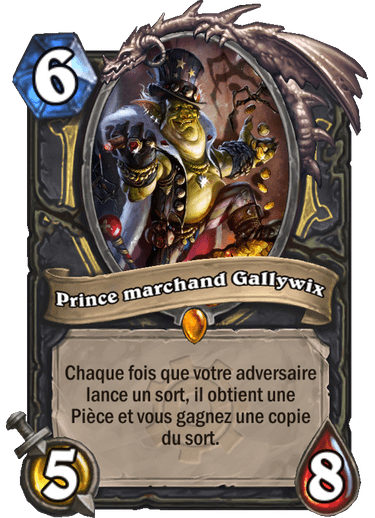 6
Prince marchand Gallywix
Chaque fois que votre adversaire
lance un sort, il obtient une
Pièce et vous gagnez une copie
du sort.
5
8